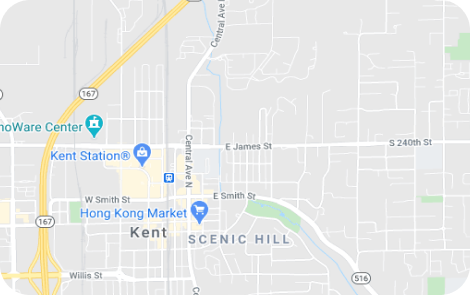 Central Ave N
167
167
noWare Center
Kent Station®
E James St
S 240th St
Central Ave N
W Smith St
E Smith St
Hong Kong Market
167
Kent
SCENIC HILL
Willis St
516